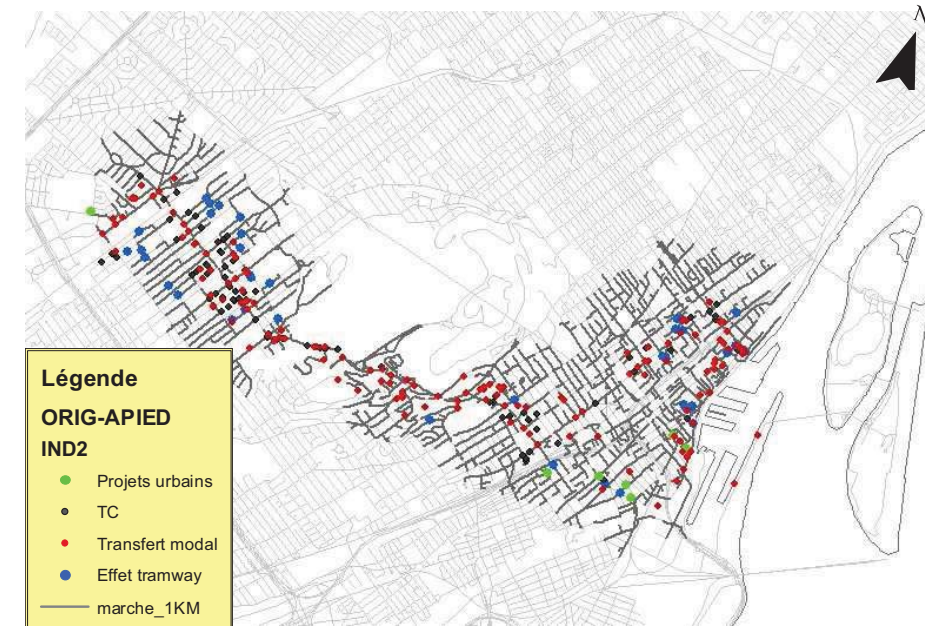 N
Légende
ORIG-APIED
IND2
Projets urbains
TC
Transfert modal
Effet tramway
marche_1KM